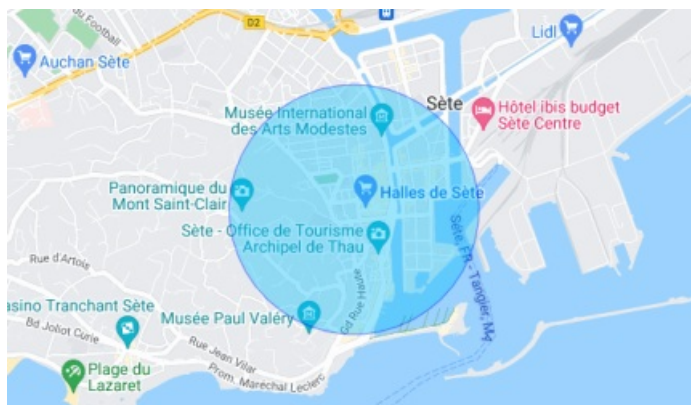 du Football
D2
Lidl
Auchan Sète
Musée International
des Arts Modestes
Sète
Hôtel ibis budget
Sète Centre
Panoramique du
Mont Saint-Clair
Halles de Sète
Sète - Office de Tourisme
Archipel de Thau
Sète, FR - Tangier, M
Rue d'Artois
Gd Rue Haute
asino Tranchant Sète
Musée Paul Valéry
Bd Joliot Curie
Rue Jean Vilar
Prom. Maréchal Leclerc
Plage du
Lazaret